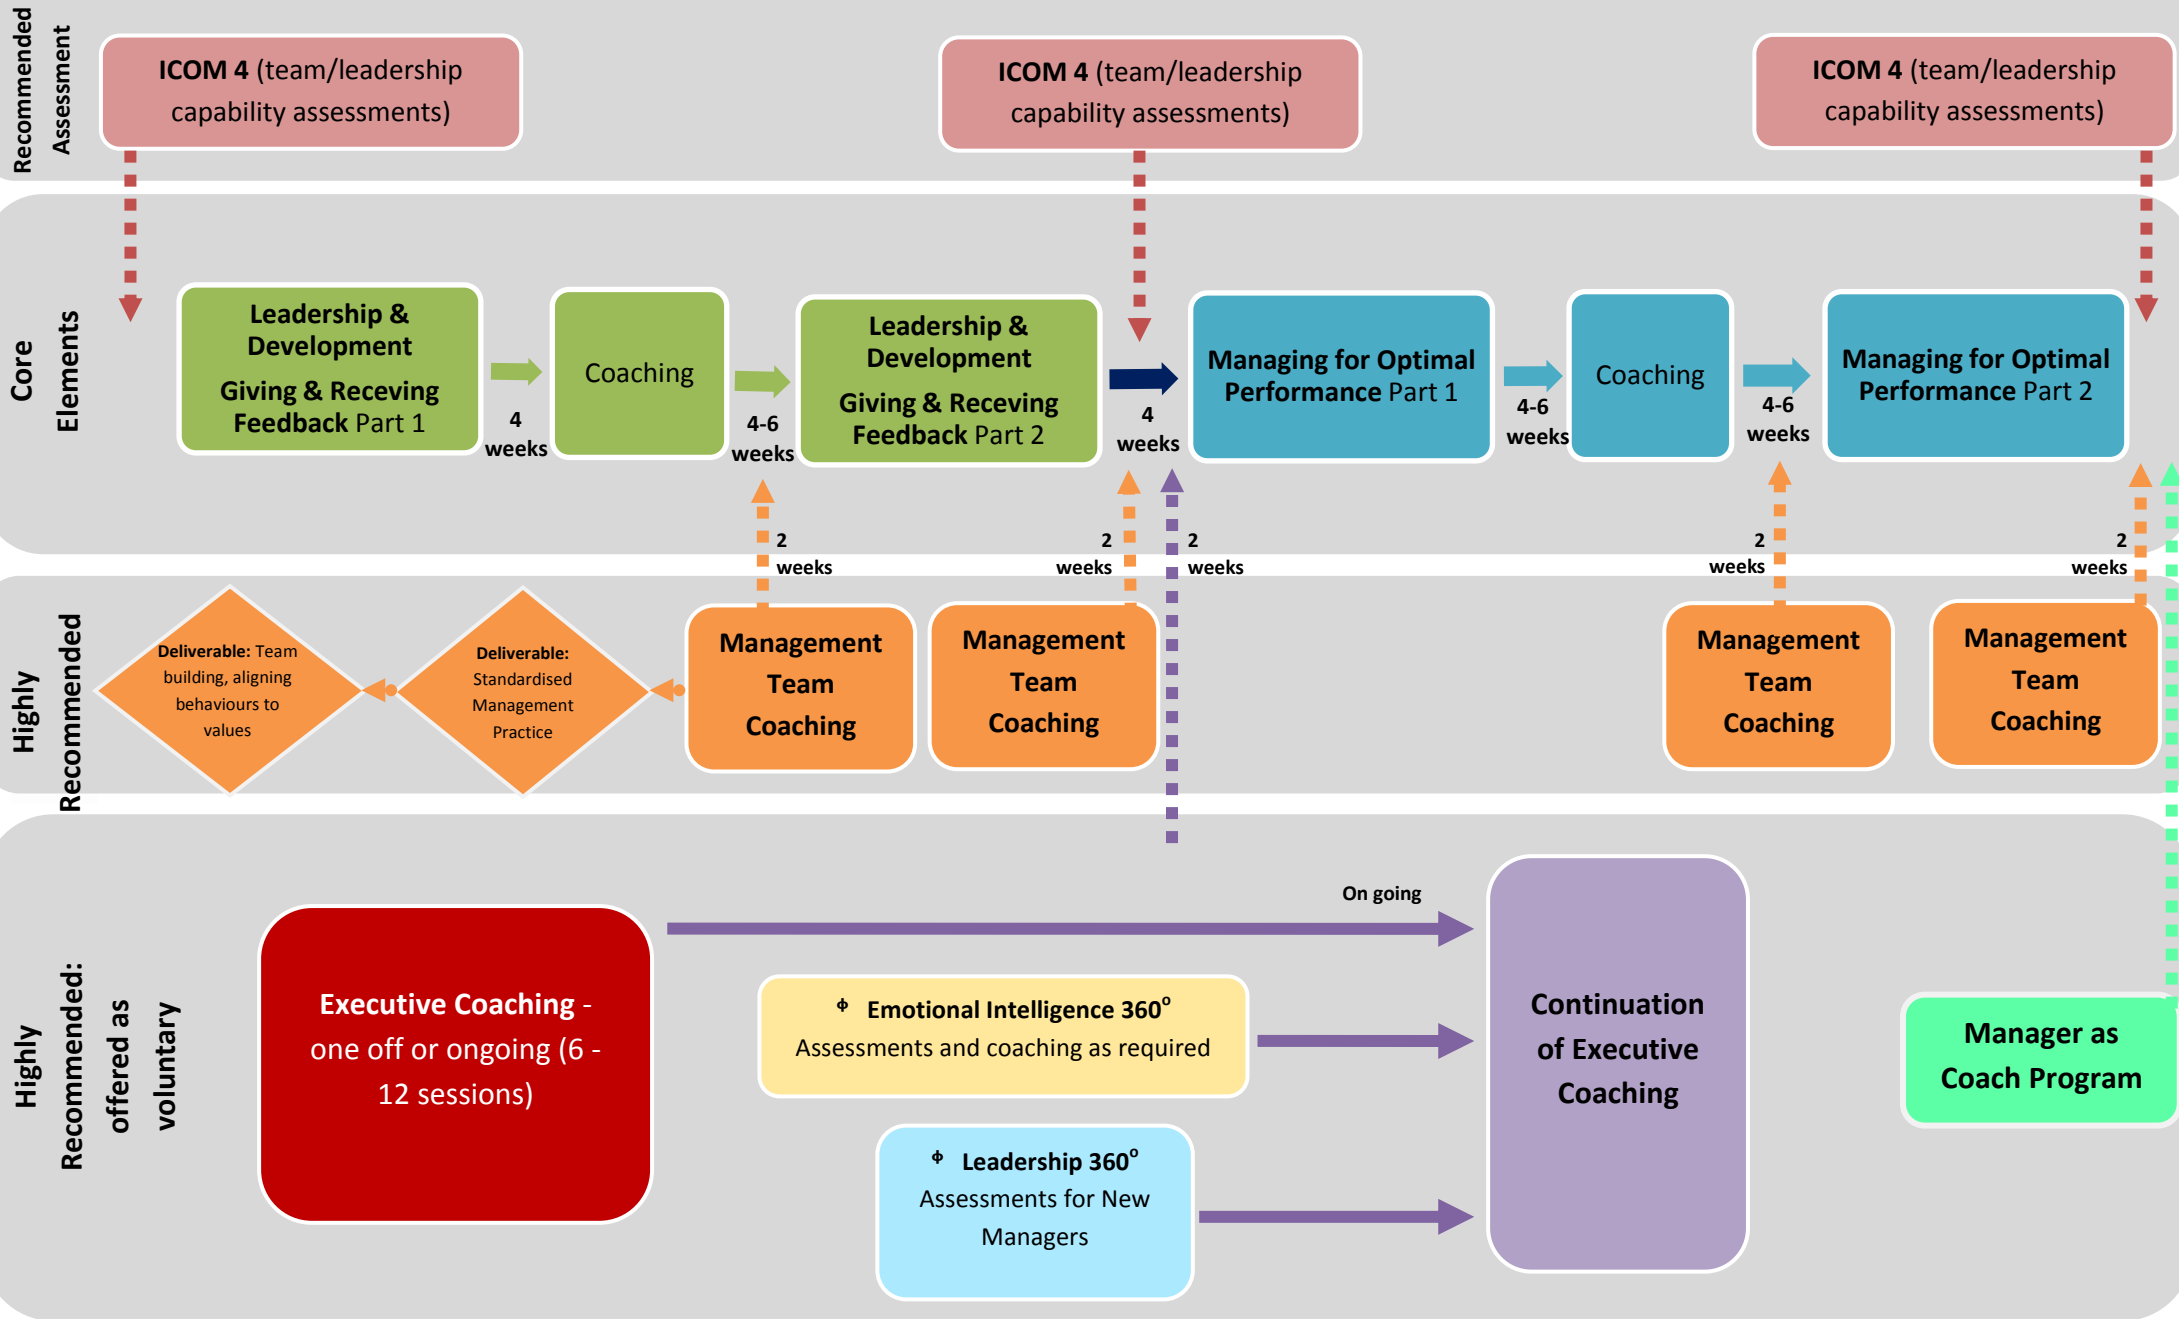 Recommended
Assessment
ICOM 4 (team/leadership
capability assessments)
ICOM 4 (team/leadership
capability assessments)
ICOM 4 (team/leadership
capability assessments)
Core
Elements
Leadership &
Development
Giving & Receving
Feedback Part 1
4
weeks
Coaching
4-6
weeks
Leadership &
Development
Giving & Receving
Feedback Part 2
4
weeks
Managing for Optimal
Performance Part 1
4-6
weeks
Coaching
4-6
weeks
Managing for Optimal
Performance Part 2
2
weeks
2
weeks
2
weeks
2
weeks
2
weeks
Highly
Recommended
Deliverable: Team
building, aligning
behaviours to
values
Deliverable:
Standardised
Management
Practice
Management
Team
Coaching
Management
Team
Coaching
Management
Team
Coaching
Management
Team
Coaching
Highly
Recommended:
offered as
voluntary
Executive Coaching -
one off or ongoing (6 -
12 sessions)
On going
ɸ Emotional Intelligence 360°
Assessments and coaching as required
ɸ Leadership 360°
Assessments for New
Managers
Continuation
of Executive
Coaching
Manager as
Coach Program